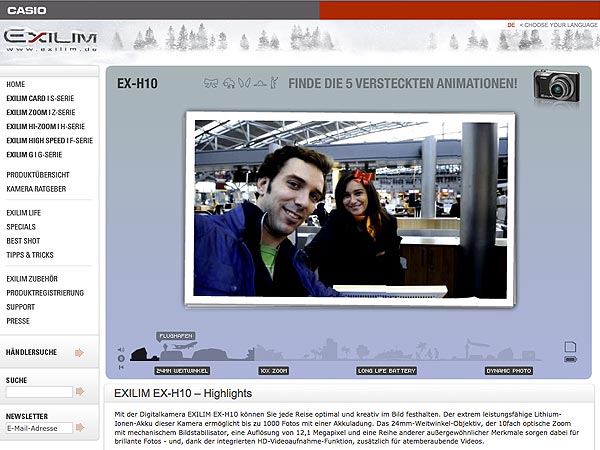 CASIO
DE < CHOOSE YOUR LANGUAGE
EXILIM
www.exilim.de
HOME
EXILIM CARD I S-SERIE
EXILIM ZOOM I Z-SERIE
EXILIM HI-ZOOM I H-SERIE
EXILIM HIGH SPEED I F-SERIE
EXILIM G I G-SERIE
PRODUKTÜBERSICHT
KAMERA RATGEBER
EXILIM LIFE
SPECIALS
BEST SHOT
TIPPS & TRICKS
EXILIM ZUBEHÖR
PRODUKTREGISTRIERUNG
SUPPORT
PRESSE
HÄNDLERSUCHE
SUCHE
NEWSLETTER
E-Mail-Adresse
EX-H10
FINDE DIE 5 VERSTECKTEN ANIMATIONEN!
FLUGHAFEN
24MM WEITWINKEL
10X ZOOM
LONG LIFE BATTERY
DYNAMIC PHOTO
EXILIM EX-H10 – Highlights
Mit der Digitalkamera EXILIM EX-H10 können Sie jede Reise optimal und kreativ im Bild festhalten. Der extrem leistungsfähige Lithium-
Ionen-Akku dieser Kamera ermöglicht bis zu 1000 Fotos mit einer Akkuladung. Das 24mm-Weitwinkel-Objektiv, der 10fach optische Zoom
mit mechanischem Bildstabilisator, eine Auflösung von 12,1 Megapixel und eine Reihe anderer außergewöhnlicher Merkmale sorgen dabei für
brillante Fotos - und, dank der integrierten HD-Videoaufnahme-Funktion, zusätzlich für atemberaubende Videos.